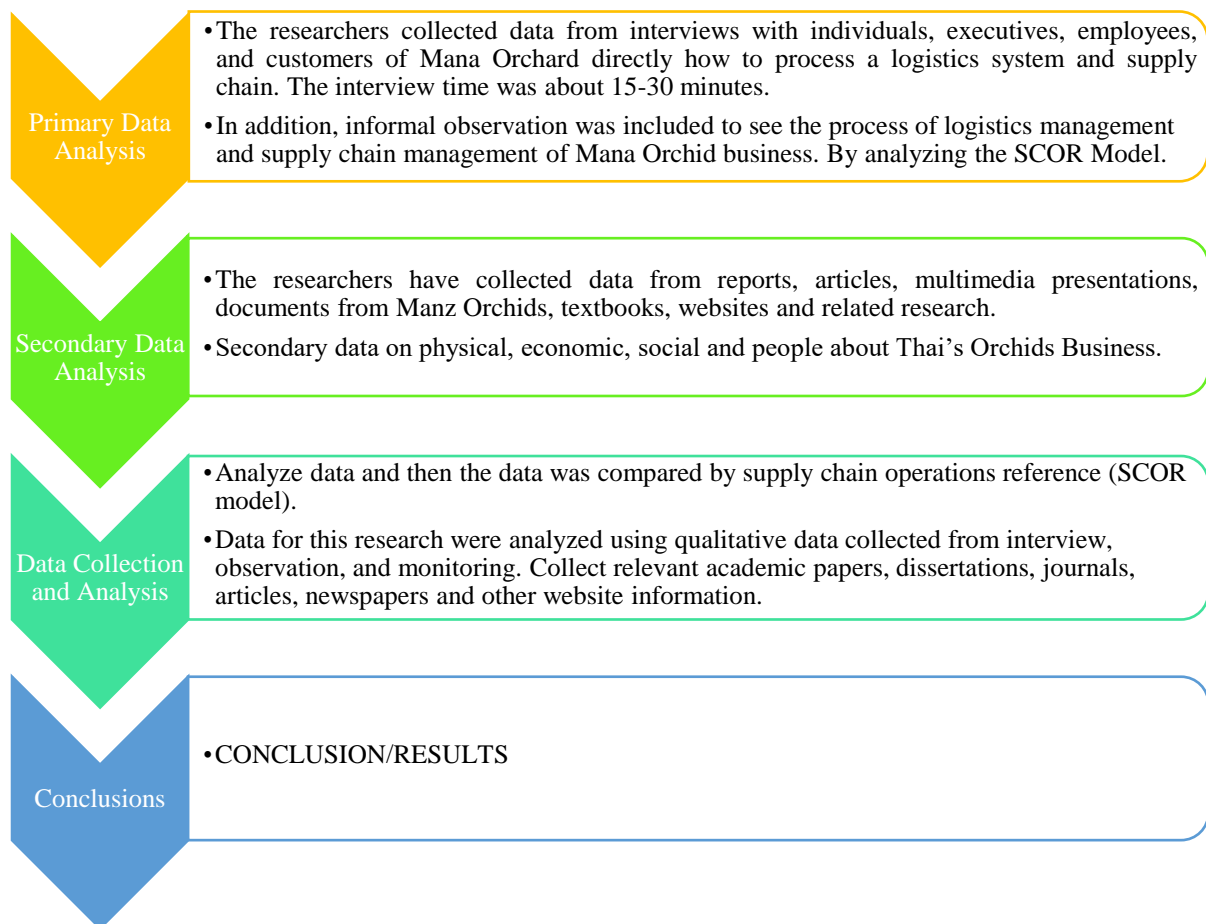 Primary Data
Analysis
•The researchers collected data from interviews with individuals, executives, employees,
and customers of Mana Orchard directly how to process a logistics system and supply
chain. The interview time was about 15-30 minutes.
•In addition, informal observation was included to see the process of logistics management
and supply chain management of Mana Orchid business. By analyzing the SCOR Model.
Secondary Data
Analysis
•The researchers have collected data from reports, articles, multimedia presentations,
documents from Manz Orchids, textbooks, websites and related research.
•Secondary data on physical, economic, social and people about Thai’s Orchids Business.
Data Collection
and Analysis
•Analyze data and then the data was compared by supply chain operations reference (SCOR
model).
•Data for this research were analyzed using qualitative data collected from interview,
observation, and monitoring. Collect relevant academic papers, dissertations, journals,
articles, newspapers and other website information.
Conclusions
•CONCLUSION/RESULTS